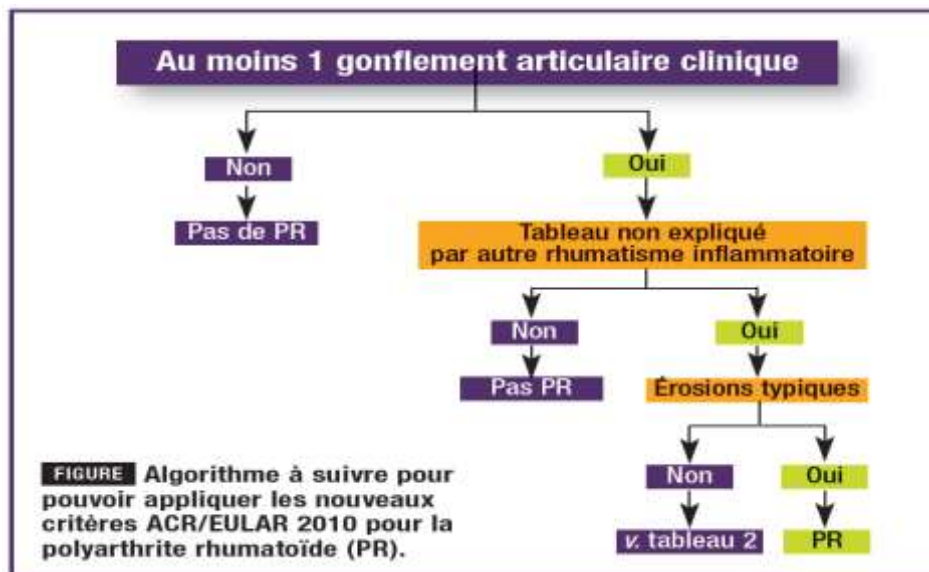 Au moins 1 gonflement articulaire clinique
Non
Oui
Pas de PR
Tableau non expliqué
par autre rhumatisme inflammatoire
Non
Oui
Pas PR
Érosions typiques
Non
Oui
v. tableau 2
PR
FIGURE Algorithme à suivre pour
pouvoir appliquer les nouveaux
critères ACR/EULAR 2010 pour la
polyarthrite rhumatoïde (PR).